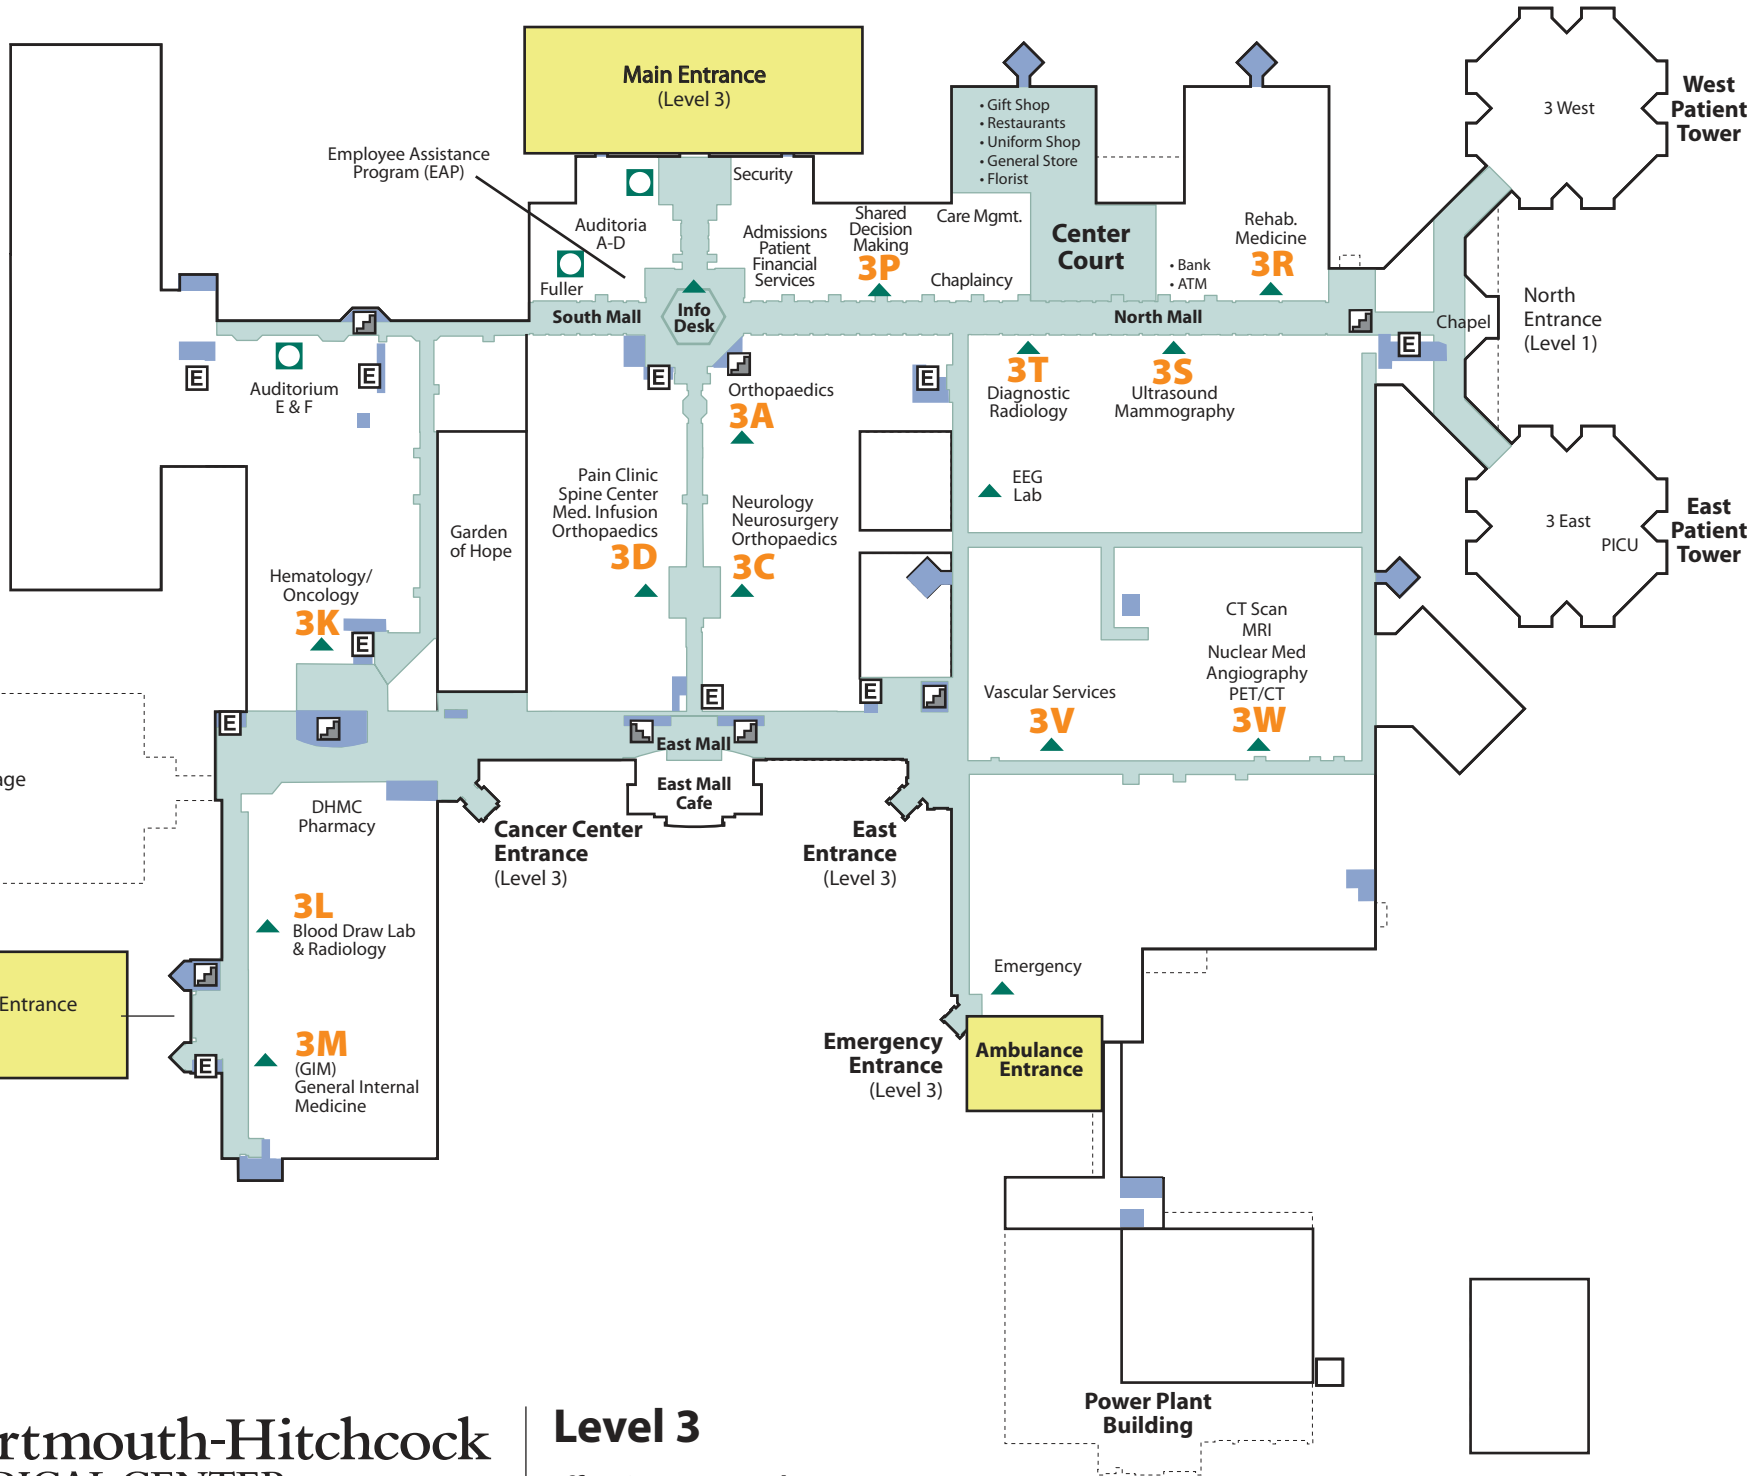 Main Entrance
(Level 3)
Employee Assistance
Program (EAP)
Security
Auditoria
A-D
Fuller
Admissions
Patient
Financial
Services
Shared
Decision
Making
3P
Care Mgmt.
Chaplaincy
• Gift Shop
• Restaurants
• Uniform Shop
• General Store
• Florist
Center
Court
• Bank
• ATM
Rehab.
Medicine
3R
3 West
West
Patient
Tower
South Mall
Info
Desk
North Mall
Chapel
North
Entrance
(Level 1)
E
E
E
E
E
Auditorium
E & F
Orthopaedics
3A
3T
Diagnostic
Radiology
3S
Ultrasound
Mammography
EEG
Lab
Pain Clinic
Spine Center
Med. Infusion
Orthopaedics
3D
Neurology
Neurosurgery
Orthopaedics
3C
Garden
of Hope
3 East
PICU
East
Patient
Tower
Hematology/
Oncology
3K
E
CT Scan
MRI
Nuclear Med
Angiography
PET/CT
3W
Vascular Services
3V
E
E
E
East Mall
East Mall
Cafe
age
DHMC
Pharmacy
Cancer Center
Entrance
(Level 3)
East
Entrance
(Level 3)
3L
Blood Draw Lab
& Radiology
Entrance
3M
(GIM)
General Internal
Medicine
E
Emergency
Emergency
Entrance
(Level 3)
Ambulance
Entrance
Power Plant
Building
rtmouth-Hitchcock
DICAL CENTER
Level 3